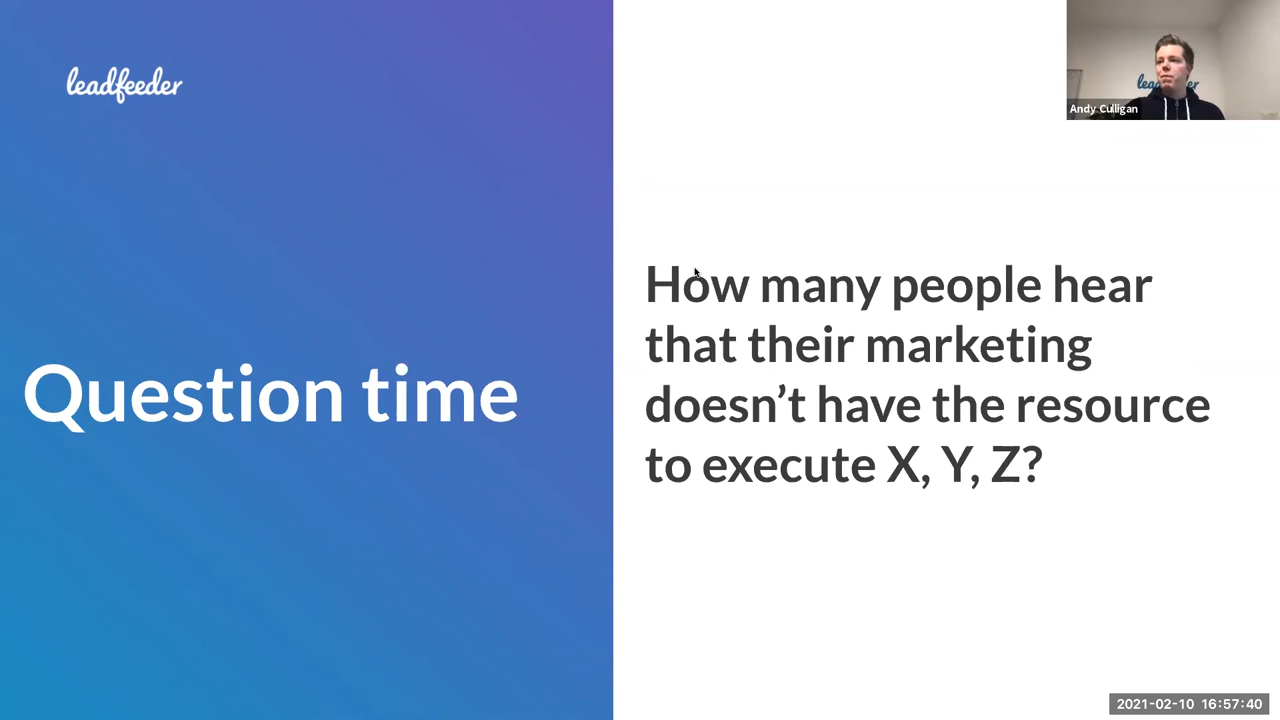 leadfeeder
Question time
How many people hear
that their marketing
doesn’t have the resource
to execute X, Y, Z?
Andy Culligan
2021-02-10 16:57:40